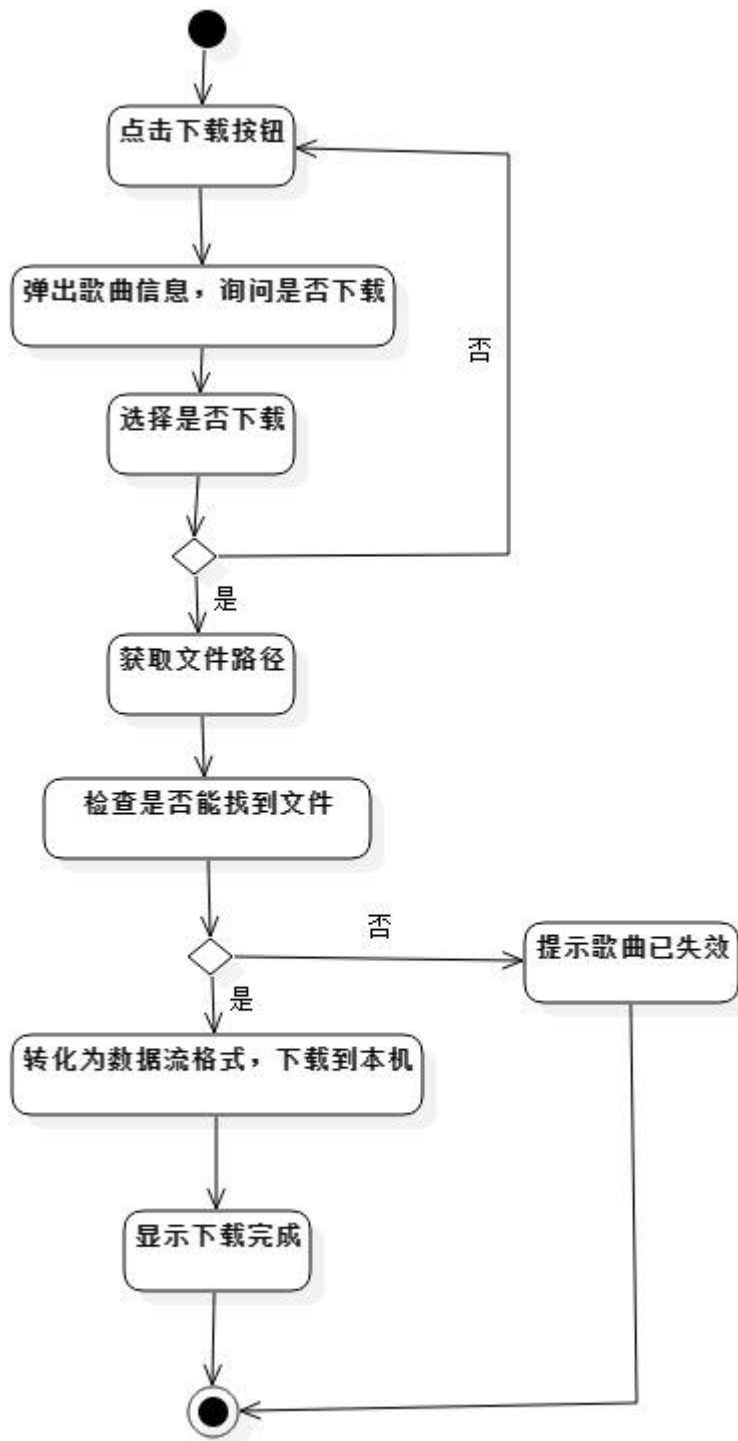 点击下载按钮
弹出歌曲信息，询问是否下载
否
选择是否下载
是
获取文件路径
检查是否能找到文件
否
提示歌曲已失效
是
转化为数据流格式，下载到本机
显示下载完成